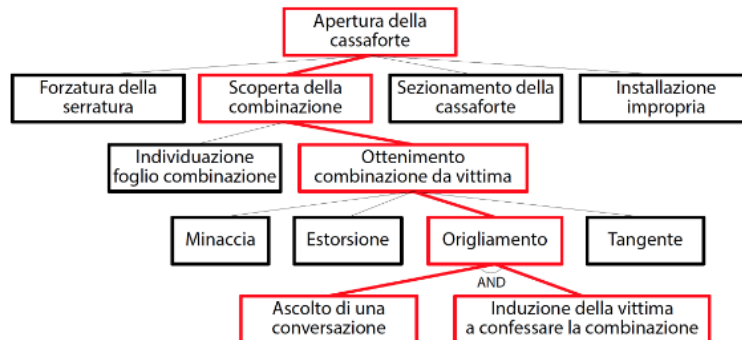 Apertura della
cassaforte
Forzatura della
serratura
Scoperta della
combinazione
Sezionamento della
cassaforte
Installazione
impropria
Individuazione
foglio combinazione
Ottenimento
combinazione da vittima
Minaccia
Estorsione
Origliamento
Tangente
AND
Ascolto di una
conversazione
Induzione della vittima
a confessare la combinazione